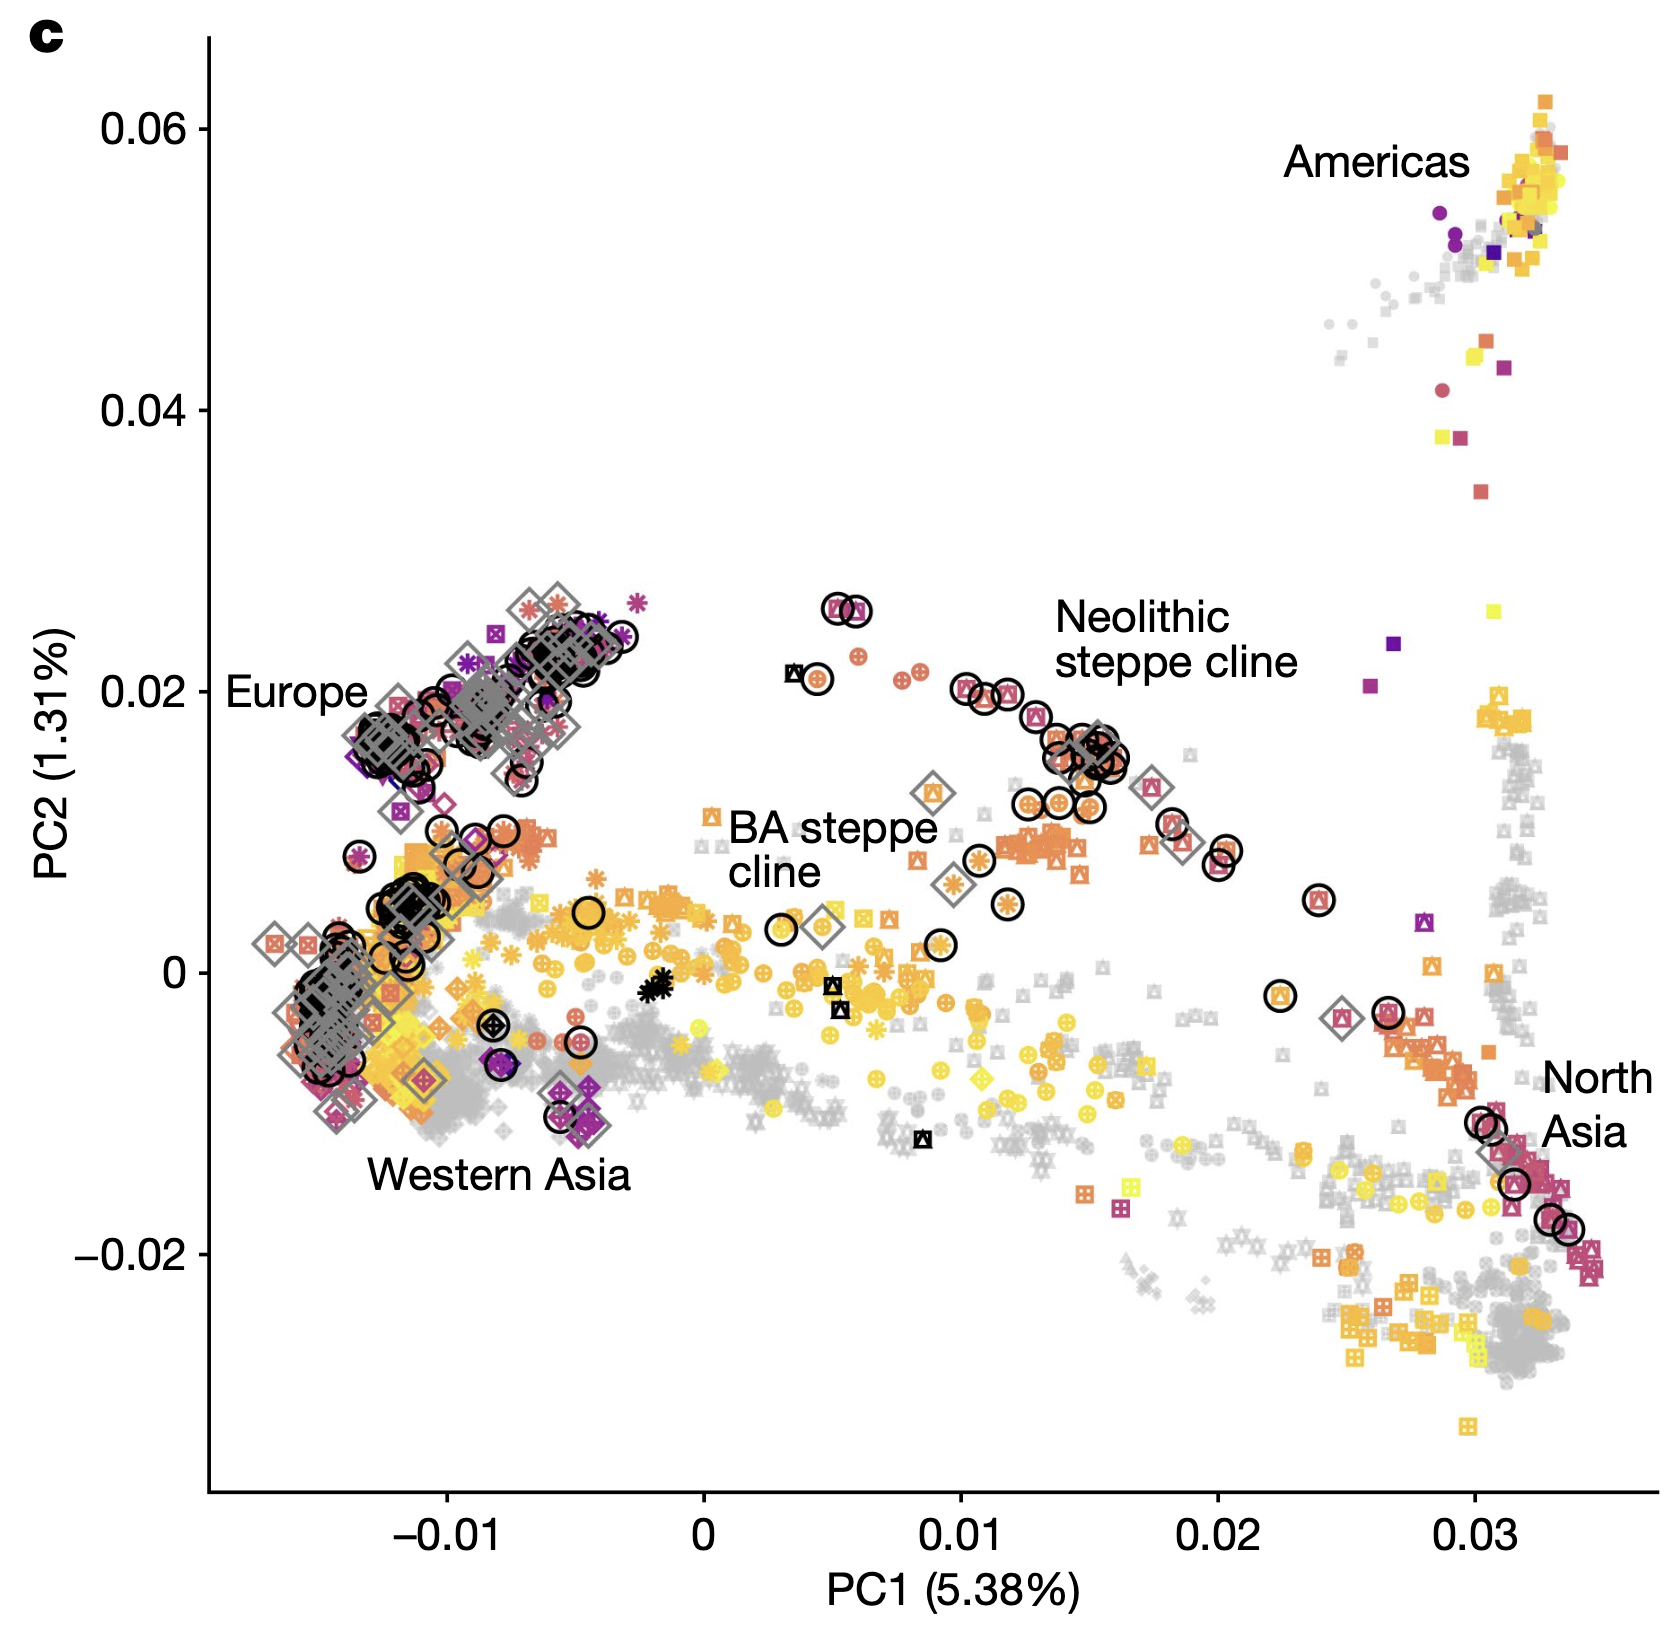 c
0.06
0.04
0.02
0
−0.02
PC2 (1.31%)
Americas
Neolithic
steppe cline
Europe
BA steppe
cline
North
Asia
Western Asia
−0.01
0
0.01
0.02
0.03
PC1 (5.38%)